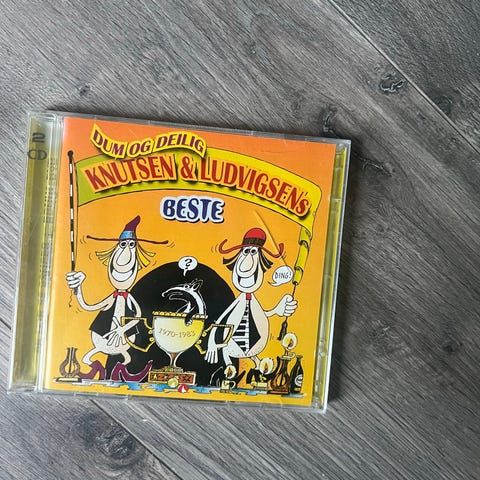 2
CD
DUM OG DEILIG
KNUTSEN & LUDVIGSEN'S
BESTE
?
DING!
1970-1983